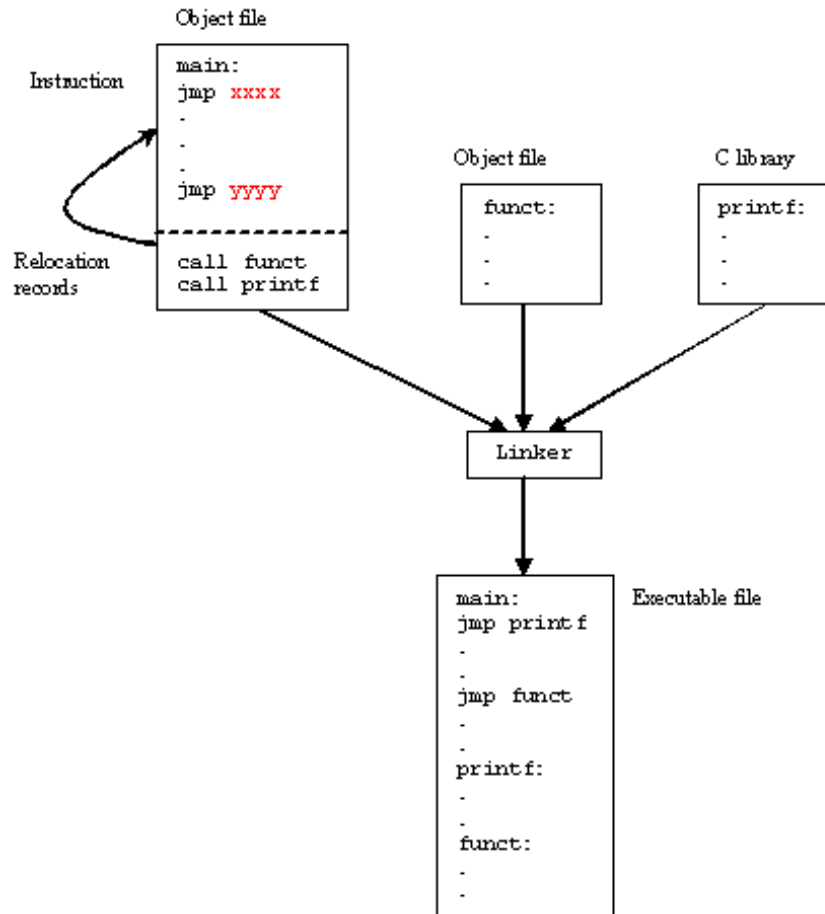 Object file
Instruction
main:
jmp xxxx
.
.
.
jmp yyyy
Relocation
records
call funct
call printf
Object file
funct:
.
.
.
C library
printf:
.
.
.
Linker
Executable file
main:
jmp printf
.
.
jmp funct
.
.
printf:
.
.
funct:
.
.